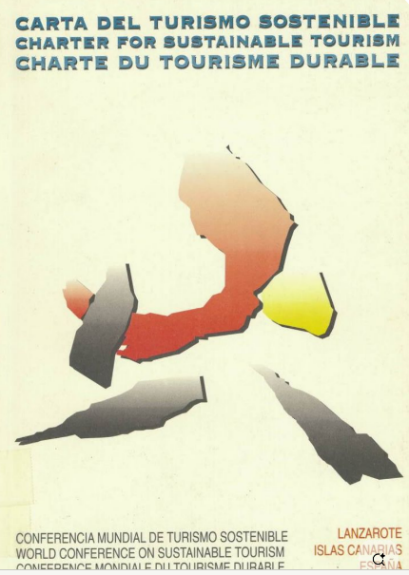 CARTA DEL TURISMO SOSTENIBLE
CHARTER FOR SUSTAINABLE TOURISM
CHARTE DU TOURISME DURABLE
CONFERENCIA MUNDIAL DE TURISMO SOSTENIBLE
WORLD CONFERENCE ON SUSTAINABLE TOURISM
CONFERENCE MONDIALE DU TOURISME DURABLE
LANZAROTE
ISLAS CANARIAS
ESPAÑA